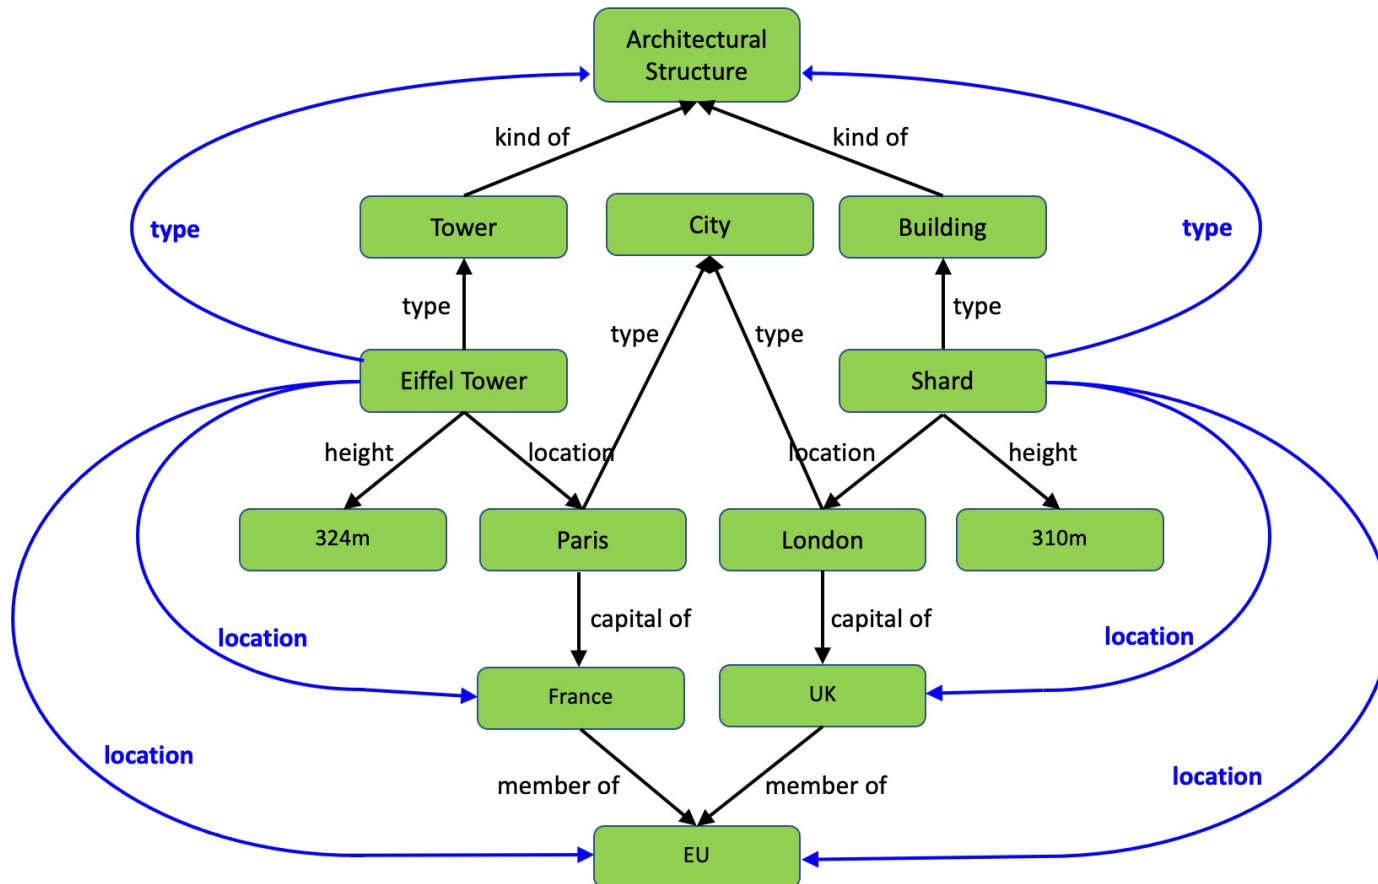 Architectural
Structure
kind of
kind of
Tower
City
Building
type
type
type
type
type
type
Eiffel Tower
Shard
height
location
location
height
324m
Paris
London
310m
capital of
capital of
location
location
France
UK
location
member of
member of
location
EU